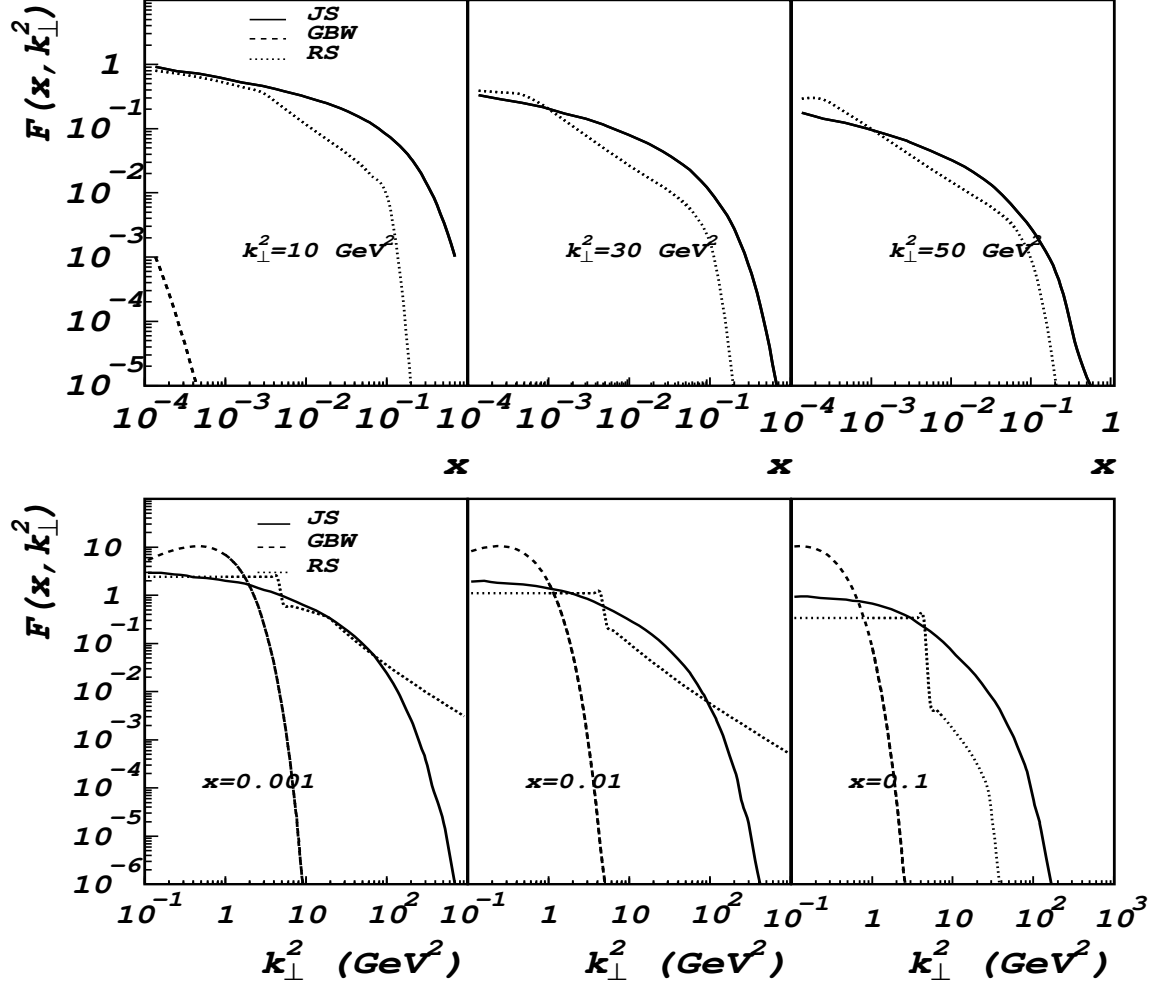 F(x, k⊥²)
JS
GBW
RS
1
10⁻¹
10⁻²
10⁻³
10⁻⁴
10⁻⁵
k⊥²=10 GeV²
k⊥²=30 GeV²
k⊥²=50 GeV²
10⁻⁴ 10⁻³ 10⁻² 10⁻¹ 10⁻⁴ 10⁻³ 10⁻² 10⁻¹ 10⁻⁴ 10⁻³ 10⁻² 10⁻¹ 1
x x x
F(x, k⊥²)
JS
GBW
RS
10
1
10⁻¹
10⁻²
10⁻³
10⁻⁴
10⁻⁵
10⁻⁶
x=0.001
x=0.01
x=0.1
10⁻¹ 1 10 10² 10⁻¹ 1 10 10² 10⁻¹ 1 10 10² 10³
k⊥² (GeV²) k⊥² (GeV²) k⊥² (GeV²)